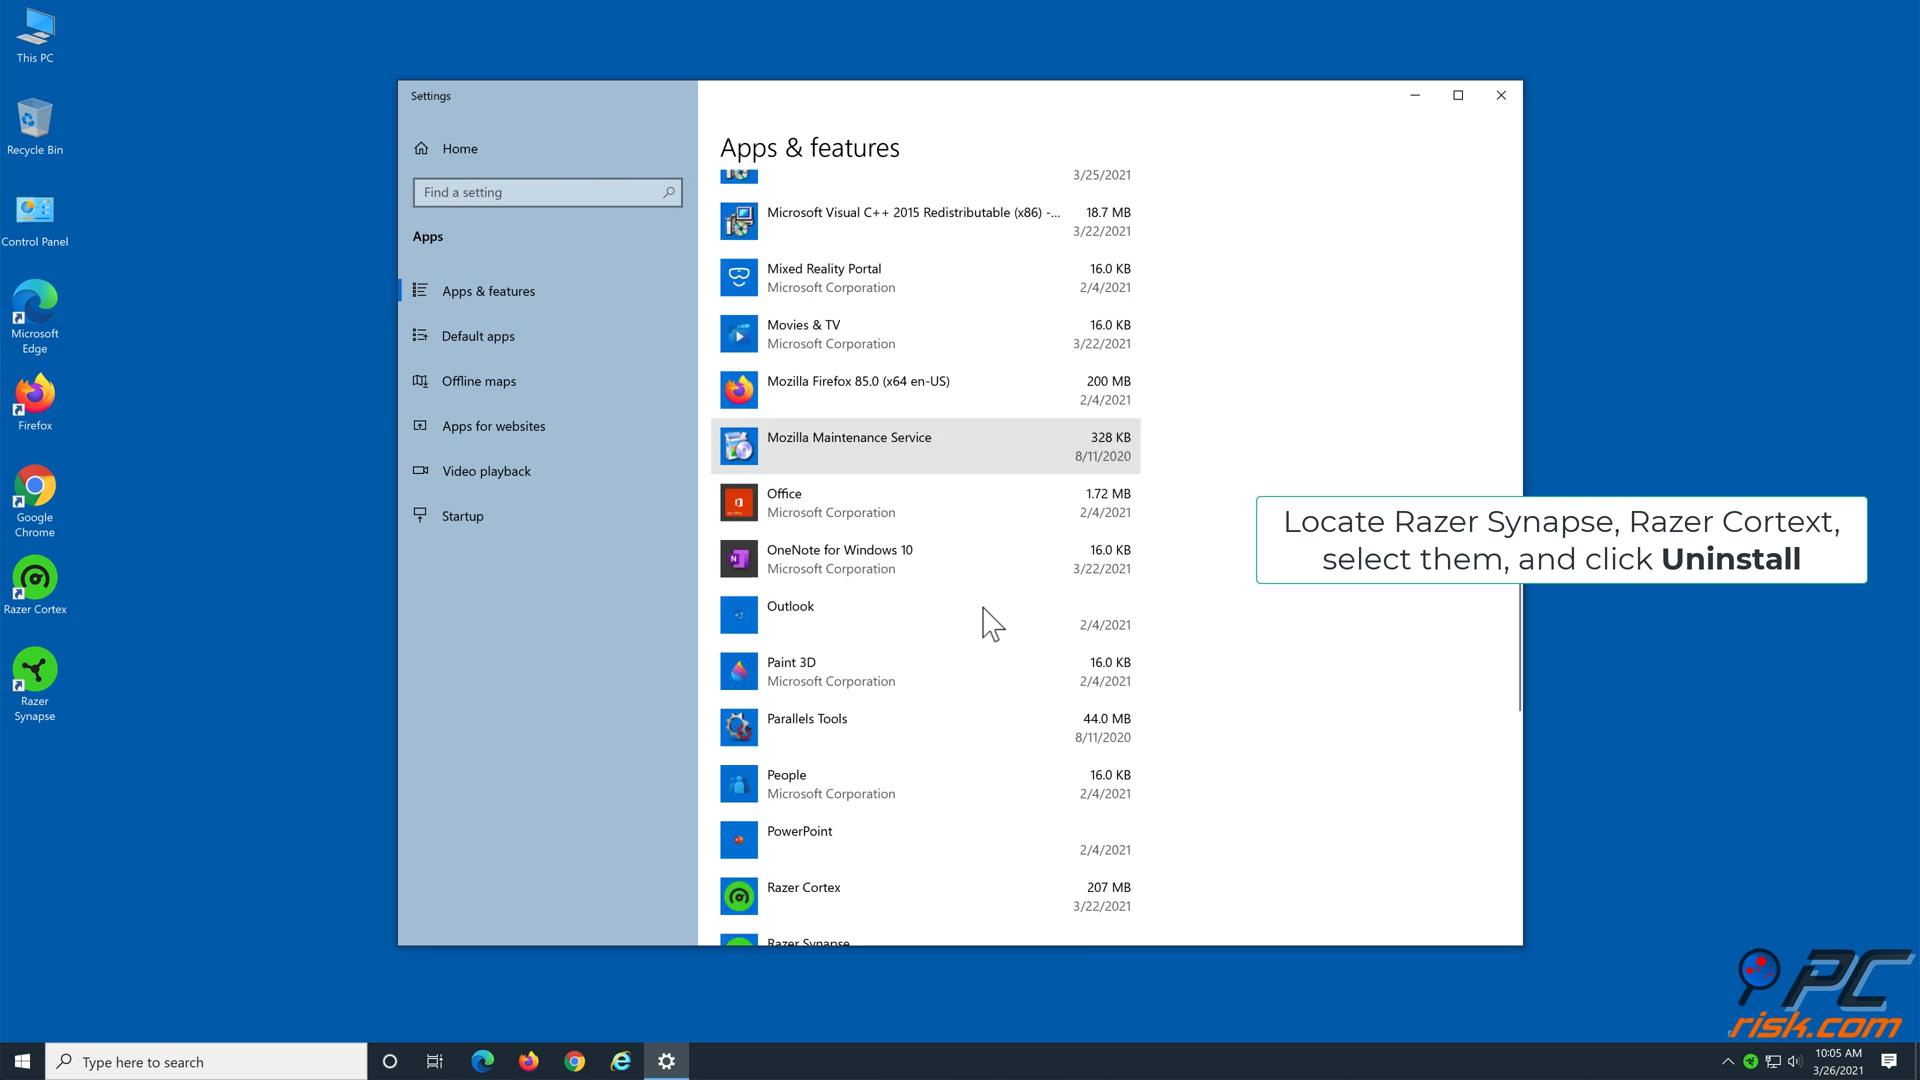 This PC
Recycle Bin
Control Panel
Microsoft
Edge
Firefox
Google
Chrome
Razer Cortex
Razer
Synapse
Settings
Home
Find a setting
Apps
Apps & features
Default apps
Offline maps
Apps for websites
Video playback
Startup
Apps & features
3/25/2021
Microsoft Visual C++ 2015 Redistributable (x86) -... 18.7 MB
3/22/2021
Mixed Reality Portal 16.0 KB
Microsoft Corporation 2/4/2021
Movies & TV 16.0 KB
Microsoft Corporation 3/22/2021
Mozilla Firefox 85.0 (x64 en-US) 200 MB
2/4/2021
Mozilla Maintenance Service 328 KB
8/11/2020
Office 1.72 MB
Microsoft Corporation 2/4/2021
OneNote for Windows 10 16.0 KB
Microsoft Corporation 3/22/2021
Outlook
2/4/2021
Paint 3D 16.0 KB
Microsoft Corporation 2/4/2021
Parallels Tools 44.0 MB
8/11/2020
People 16.0 KB
Microsoft Corporation 2/4/2021
PowerPoint
2/4/2021
Razer Cortex 207 MB
3/22/2021
Razer Synapse
Locate Razer Synapse, Razer Cortext,
select them, and click Uninstall
PC
risk.com
Type here to search
10:05 AM
3/26/2021